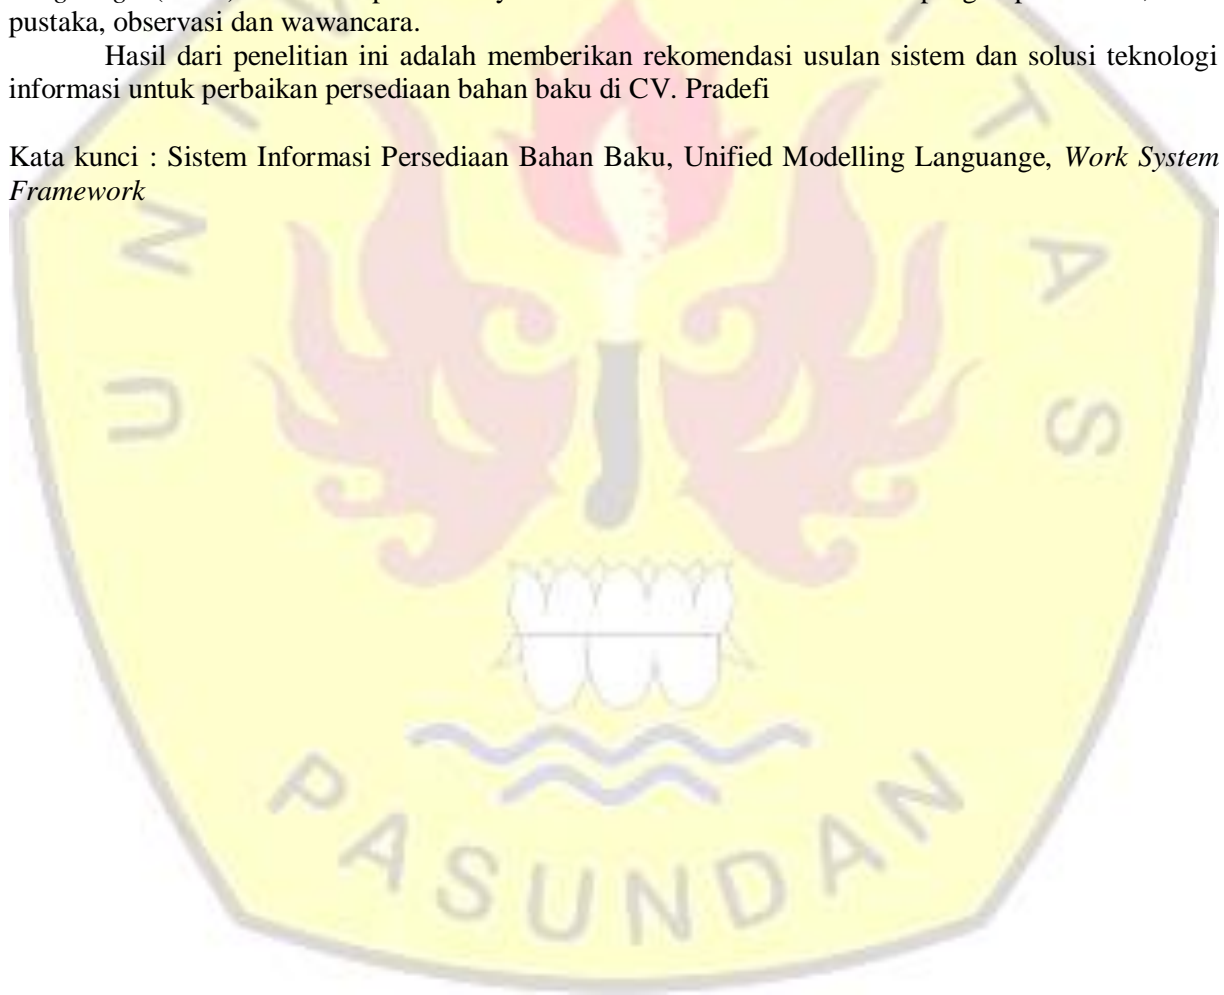 pustaka, observasi dan wawancara.
Hasil dari penelitian ini adalah memberikan rekomendasi usulan sistem dan solusi teknologi
informasi untuk perbaikan persediaan bahan baku di CV. Pradefi
Kata kunci : Sistem Informasi Persediaan Bahan Baku, Unified Modelling Languange, Work System
Framework
PASUNDAN